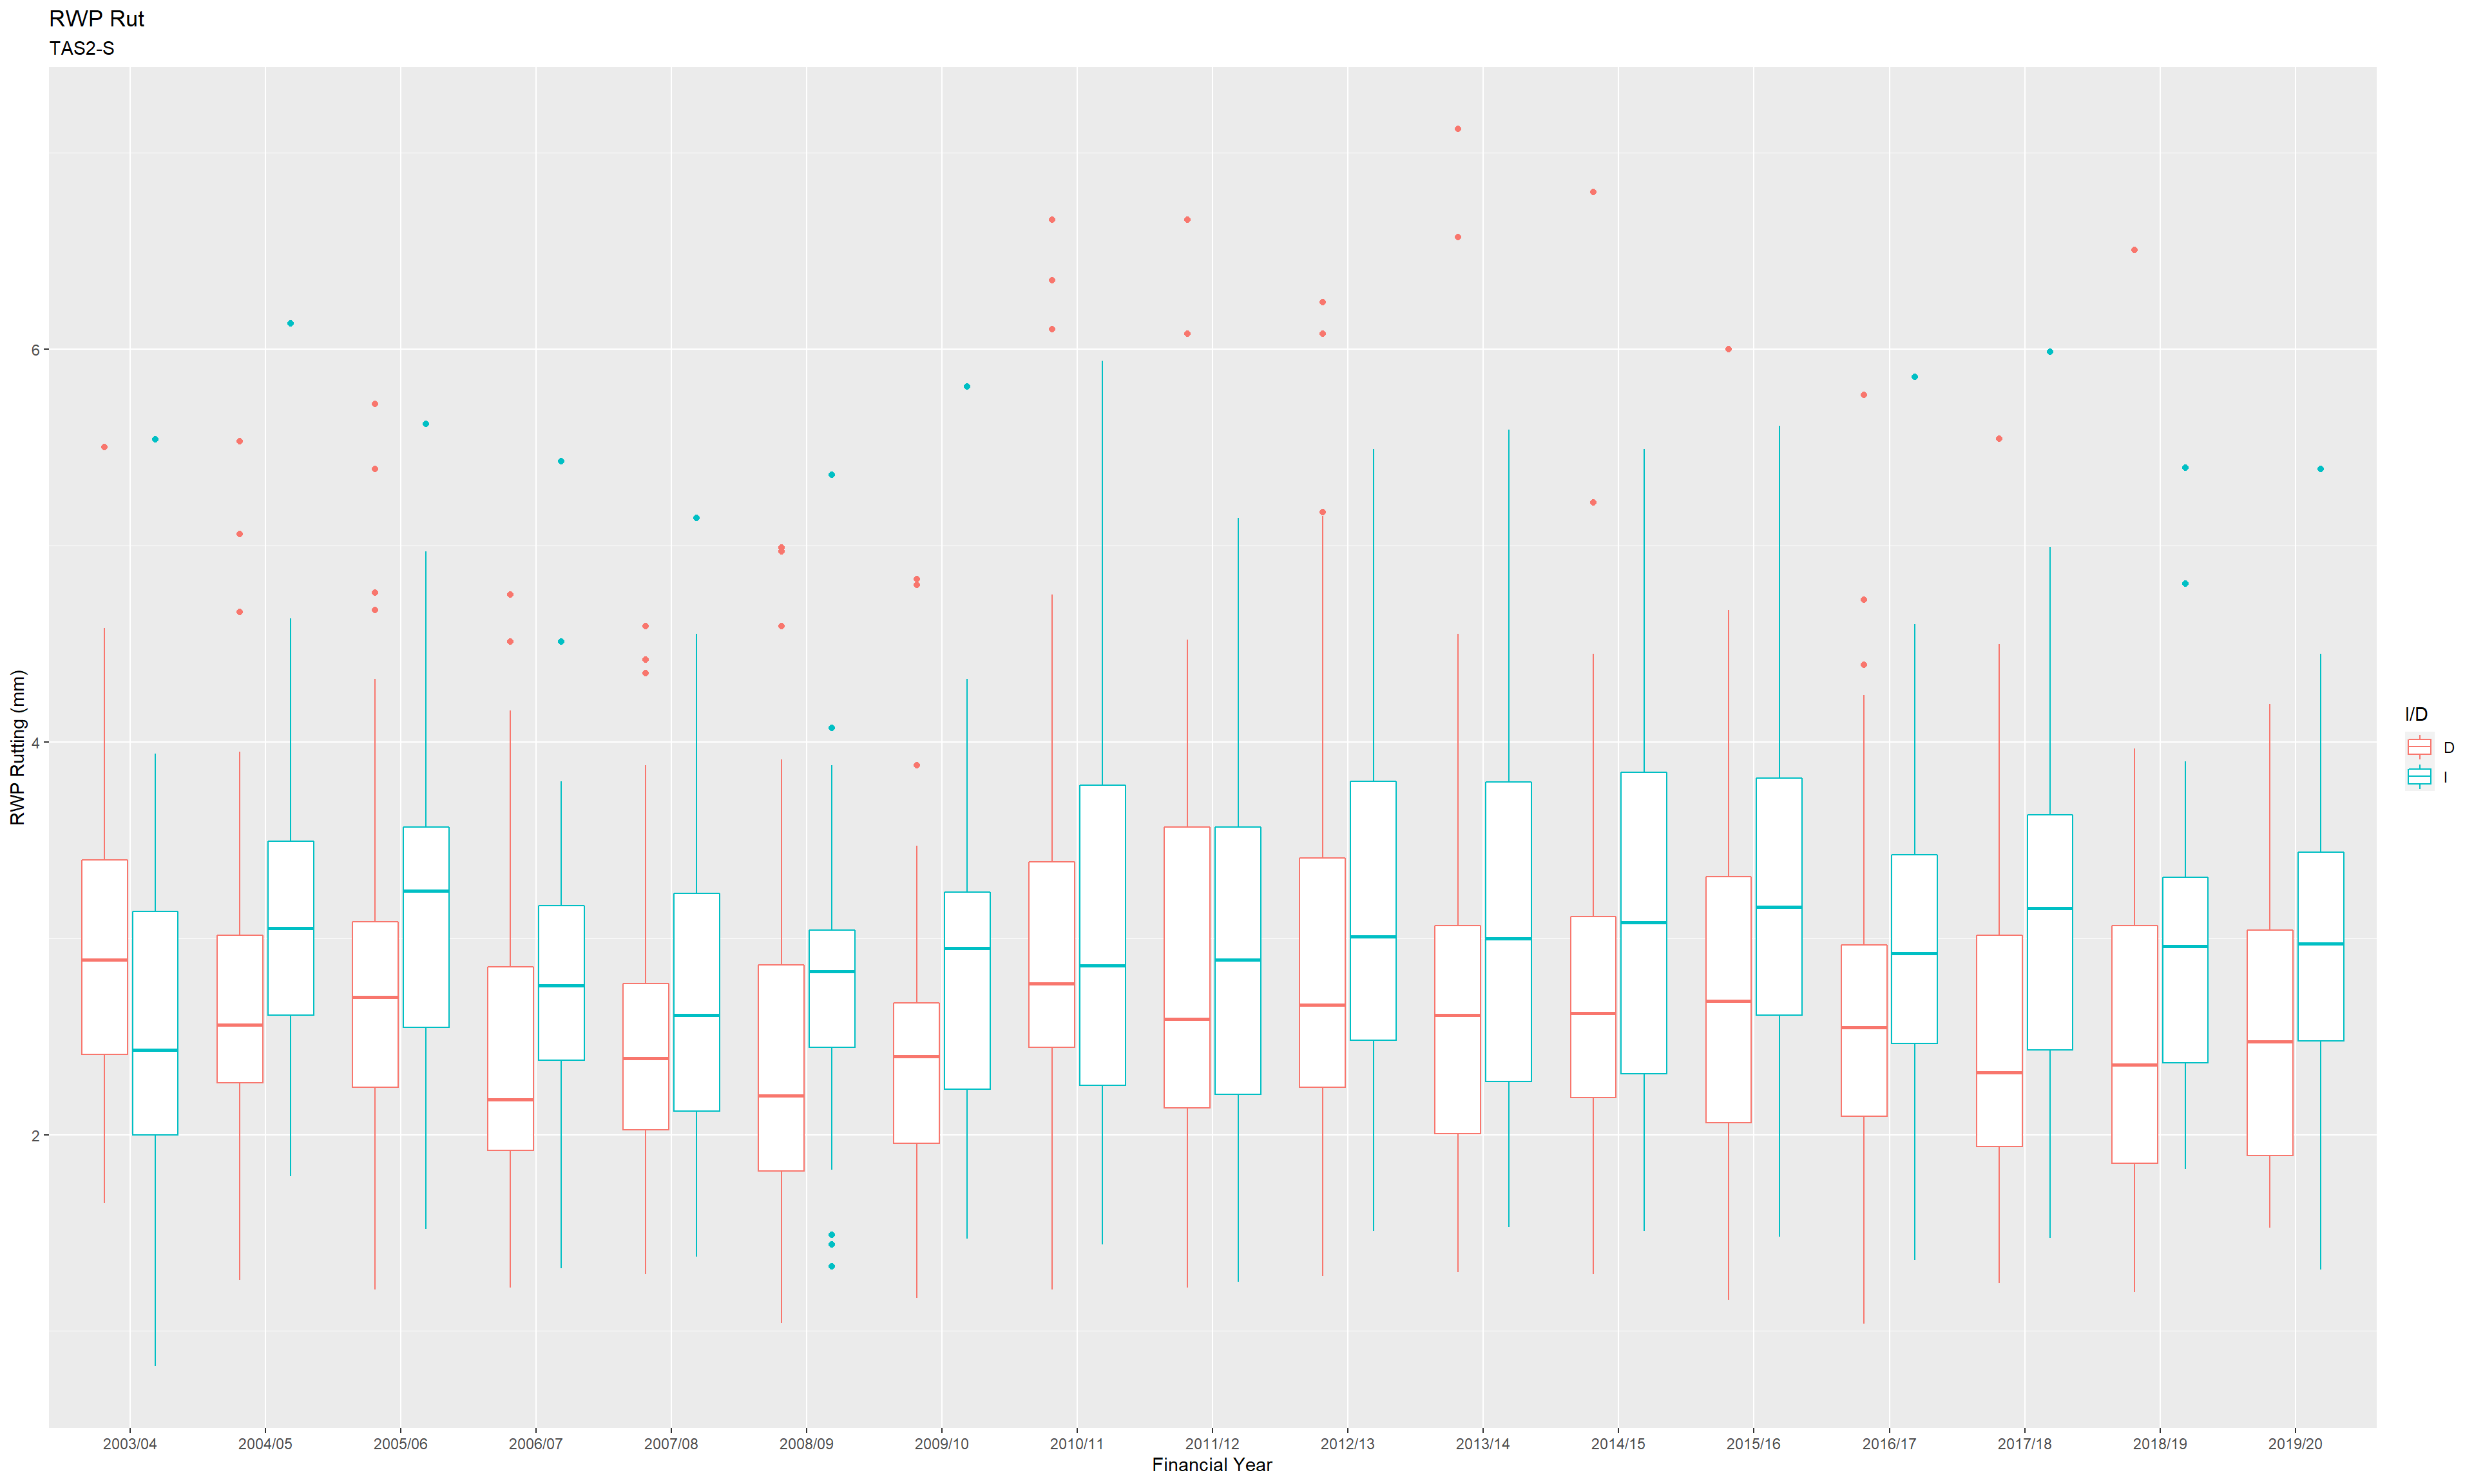 RWP Rut
TAS2-S
RWP Rutting (mm)
6
4
2
2003/04 2004/05 2005/06 2006/07 2007/08 2008/09 2009/10 2010/11 2011/12 2012/13 2013/14 2014/15 2015/16 2016/17 2017/18 2018/19 2019/20
Financial Year
I/D
D
I